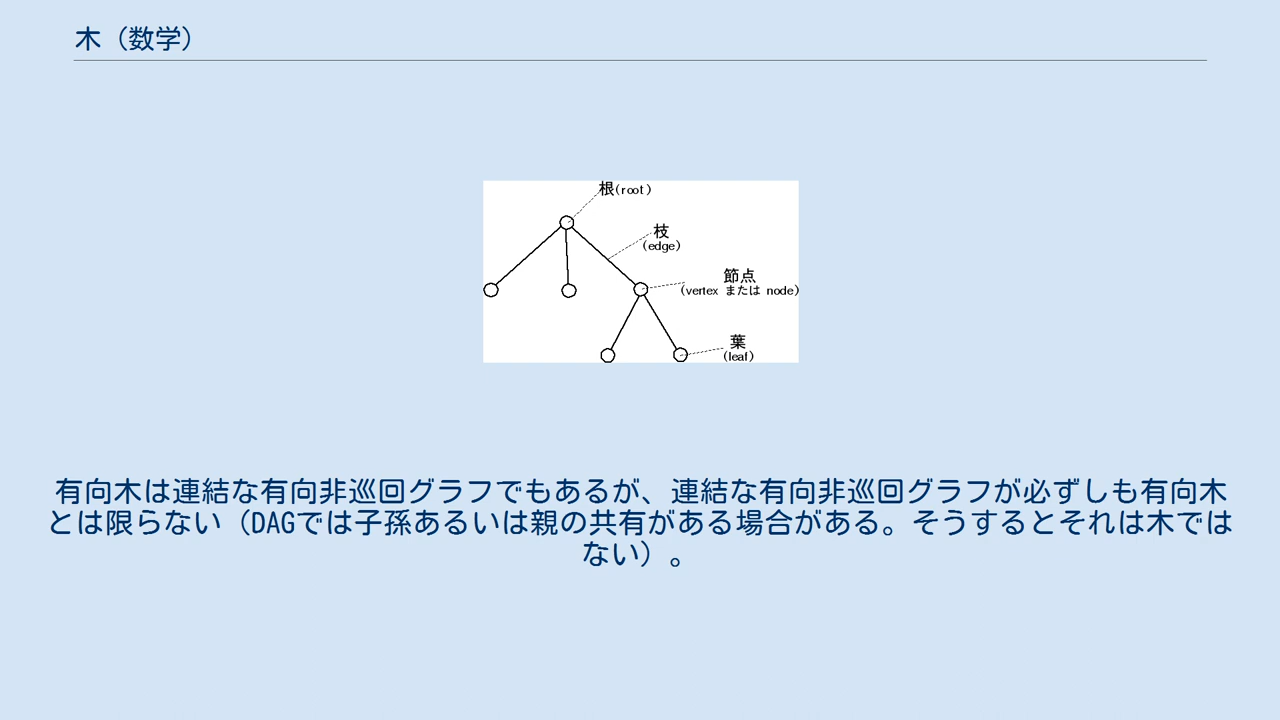 木（数学）
根(root)
枝
(edge)
節点
(vertex または node)
葉
(leaf)
有向木は連結な有向非巡回グラフでもあるが、連結な有向非巡回グラフが必ずしも有向木
とは限らない（DAGでは子孫あるいは親の共有がある場合がある。そうするとそれは木では
ない）。